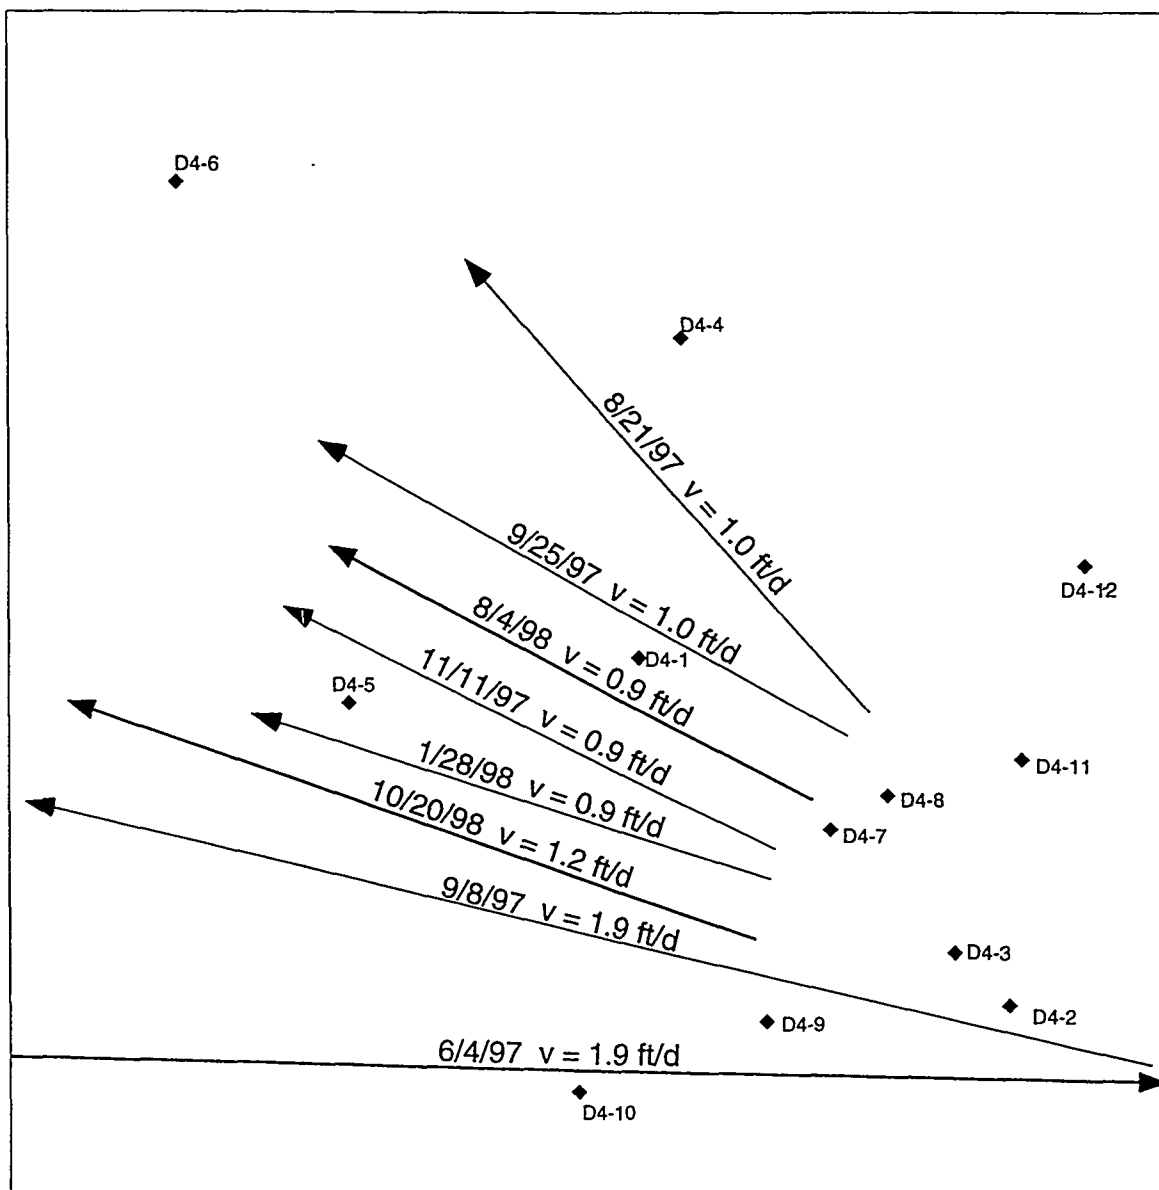 D4-6
D4-4
8/21/97 v = 1.0 ft/d
9/25/97 v = 1.0 ft/d
D4-12
8/4/98 v = 0.9 ft/d
D4-1
11/11/97 v = 0.9 ft/d
D4-5
1/28/98 v = 0.9 ft/d
D4-11
D4-8
10/20/98 v = 1.2 ft/d
D4-7
9/8/97 v = 1.9 ft/d
D4-3
D4-2
D4-9
6/4/97 v = 1.9 ft/d
D4-10